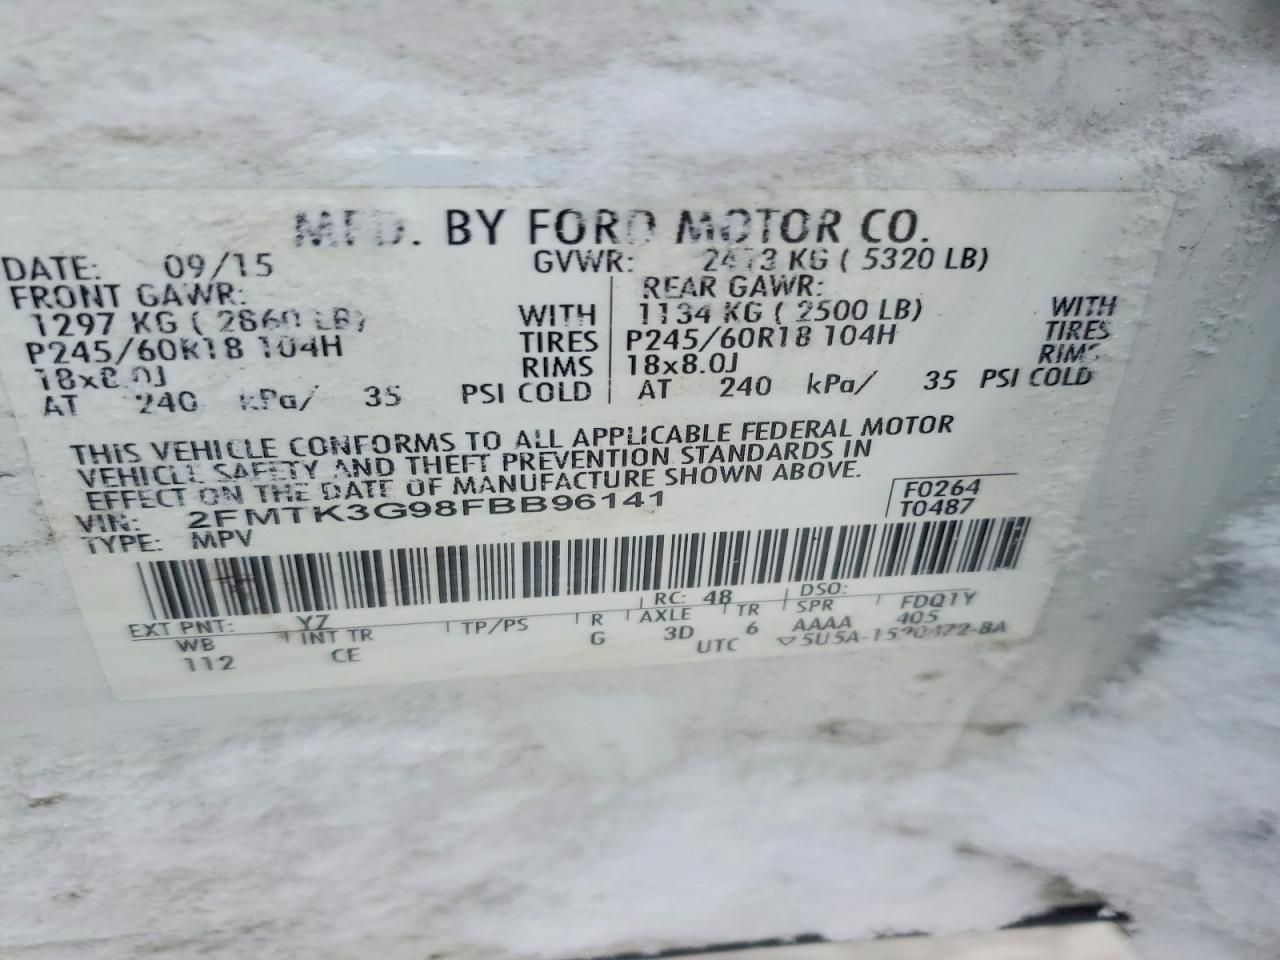 MFD. BY FORD MOTOR CO.
DATE: 09/15 GVWR: 2413 KG ( 5320 LB)
FRONT GAWR: REAR GAWR:
1297 KG ( 2860 LB) WITH 1134 KG ( 2500 LB) WITH
P245/60R18 104H TIRES P245/60R18 104H TIRES
18x8.0J RIMS 18x8.0J RIMS
AT 240 kPa/ 35 PSI COLD AT 240 kPa/ 35 PSI COLD
THIS VEHICLE CONFORMS TO ALL APPLICABLE FEDERAL MOTOR
VEHICLE SAFETY AND THEFT PREVENTION STANDARDS IN
EFFECT ON THE DATE OF MANUFACTURE SHOWN ABOVE.
VIN: 2FMTK3G98FBB96141 F0264
TYPE: MPV T0487
EXT PNT: YZ RC: 48 DSO: FDQ1Y
WB INT TR TP/PS R AXLE TR SPR 405
112 CE G 3D 6 AAAA
UTC